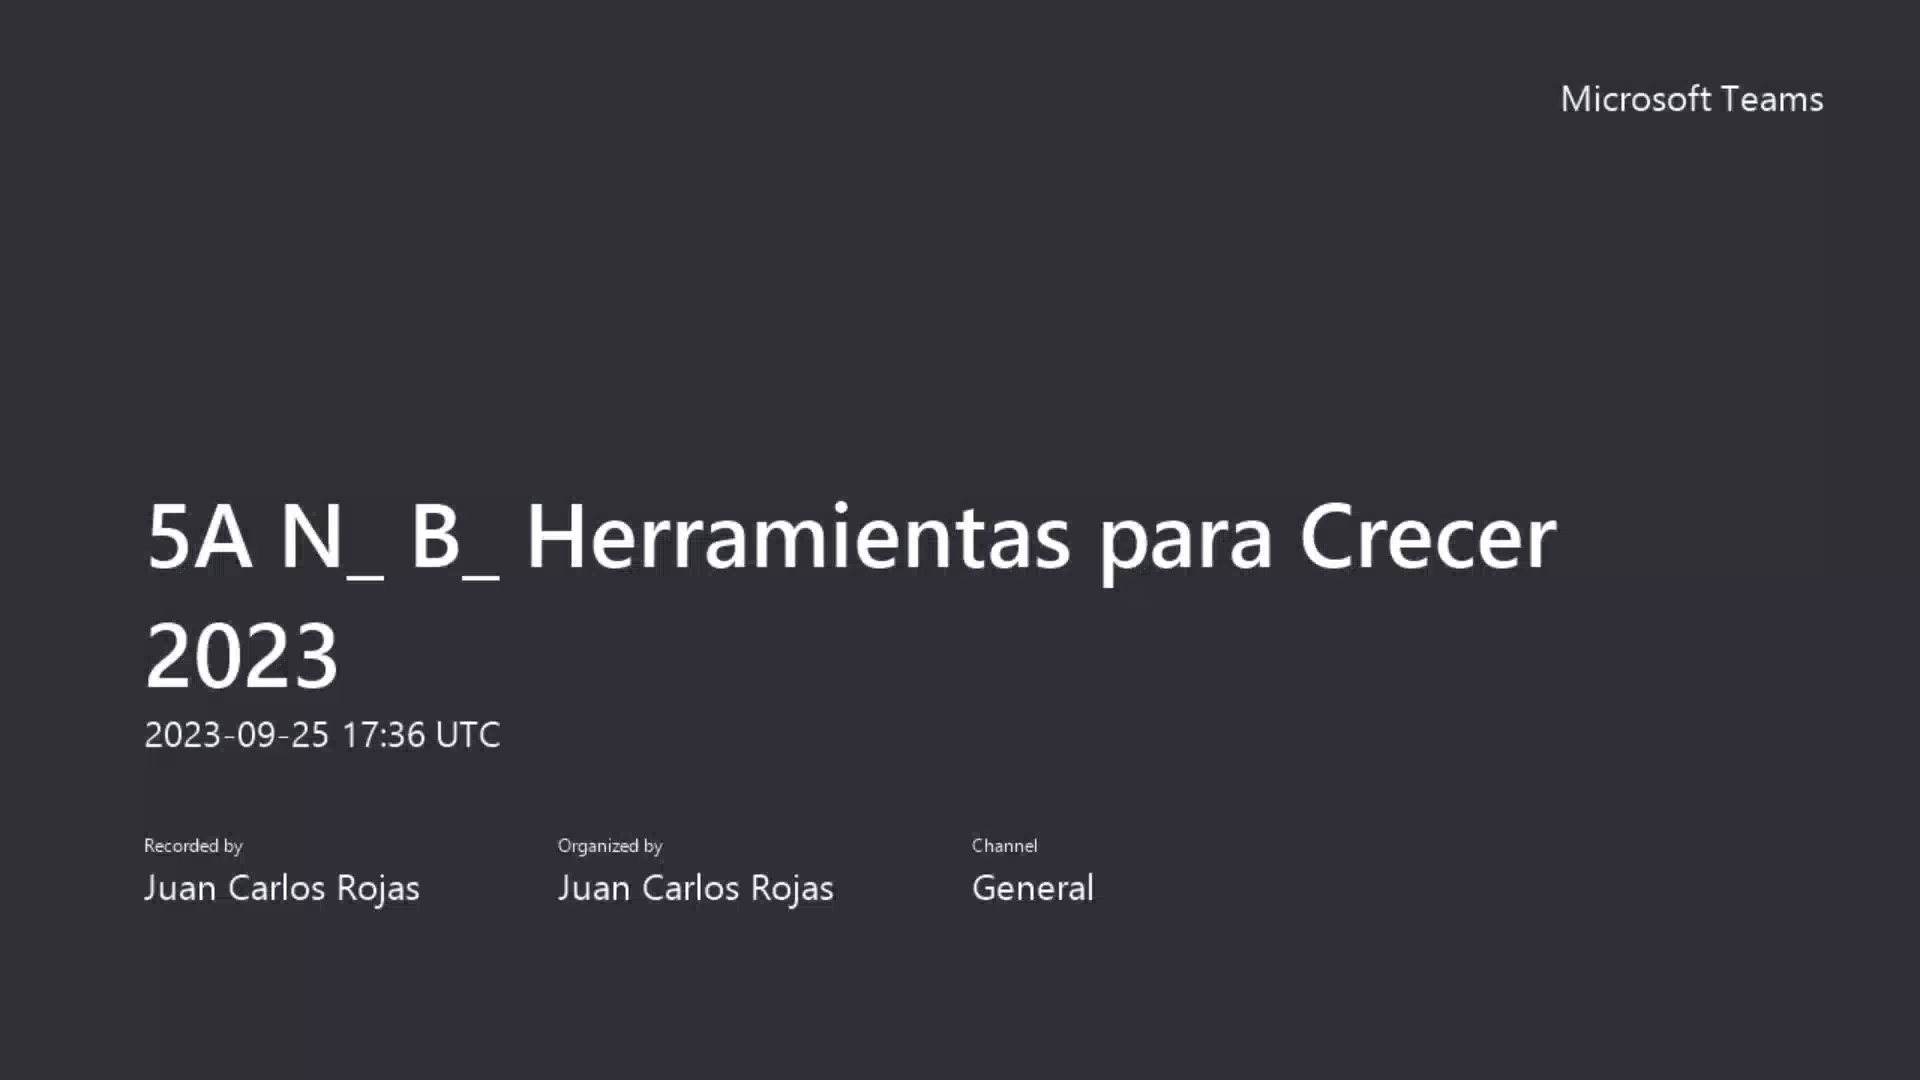 Microsoft Teams
5A N_ B_ Herramientas para Crecer
2023
2023-09-25 17:36 UTC
Recorded by
Juan Carlos Rojas
Organized by
Juan Carlos Rojas
Channel
General